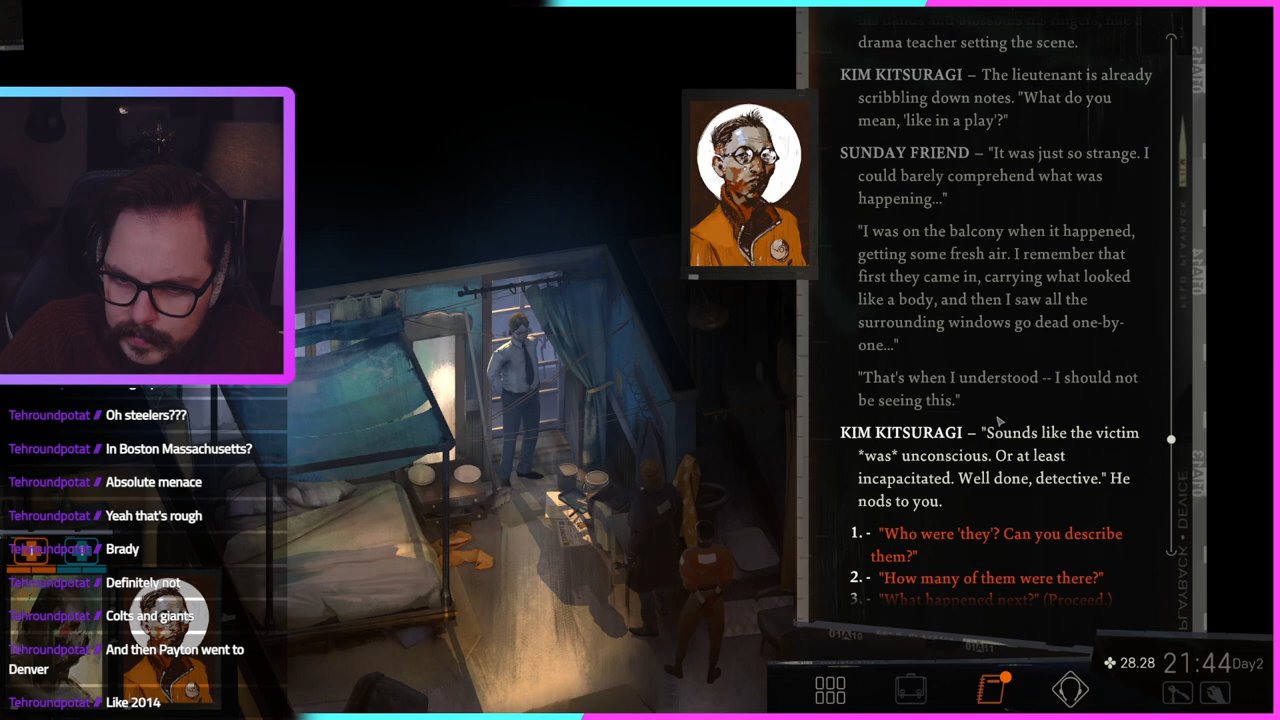 drama teacher setting the scene.
KIM KITSURAGI – The lieutenant is already
scribbling down notes. "What do you
mean, 'like in a play'?"
SUNDAY FRIEND – "It was just so strange. I
could barely comprehend what was
happening..."
"I was on the balcony when it happened,
getting some fresh air. I remember that
first they came in, carrying what looked
like a body, and then I saw all the
surrounding windows go dead one-by-
one..."
"That's when I understood -- I should not
be seeing this."
KIM KITSURAGI – "Sounds like the victim
*was* unconscious. Or at least
incapacitated. Well done, detective." He
nods to you.
1. - "Who were 'they'? Can you describe
them?"
2. - "How many of them were there?"
3. - "What happened next?" (Proceed.)
Tehroundpotat // Oh steelers???
Tehroundpotat // In Boston Massachusetts?
Tehroundpotat // Absolute menace
Tehroundpotat // Yeah that's rough
Tehroundpotat // Brady
Tehroundpotat // Definitely not
Tehroundpotat // Colts and giants
Tehroundpotat // And then Payton went to
Denver
Tehroundpotat // Like 2014
PLAYBACK • DEVICE
28.28
21:44 Day2